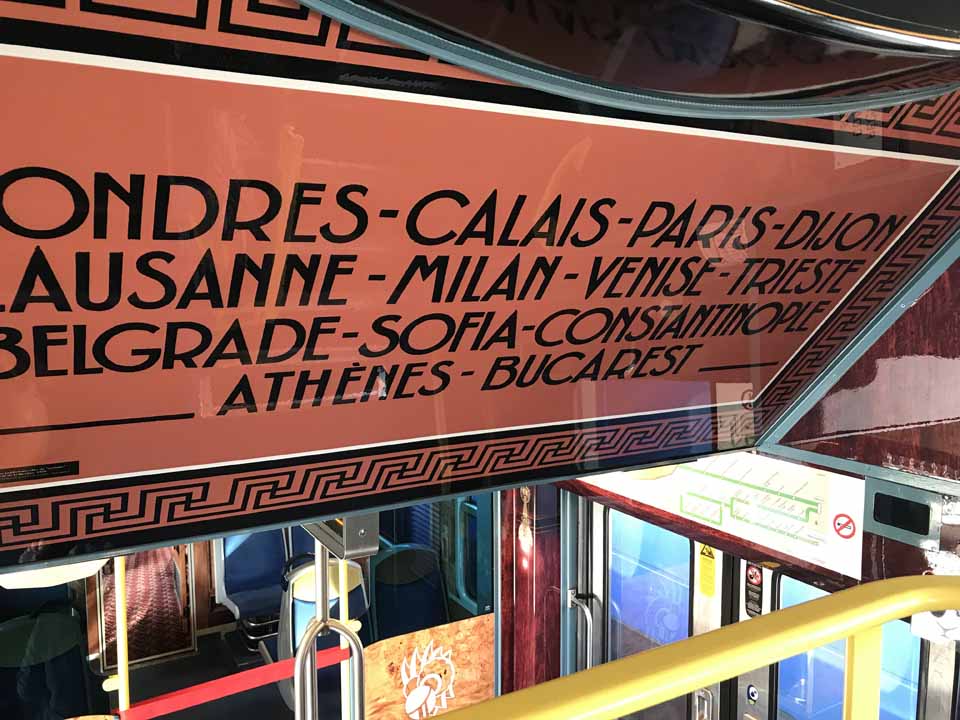 ONDRES-CALAIS-PARIS-DIJON
LAUSANNE-MILAN-VENISE-TRIESTE
BELGRADE-SOFIA-CONSTANTINOPLE
ATHÈNES-BUCAREST